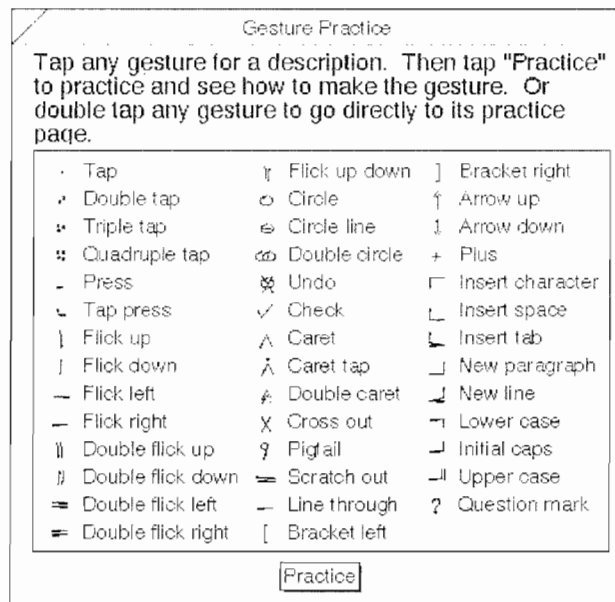 Gesture Practice
Tap any gesture for a description. Then tap "Practice"
to practice and see how to make the gesture. Or
double tap any gesture to go directly to its practice
page.
Tap
Double tap
Triple tap
Quadruple tap
Press
Tap press
Flick up
Flick down
Flick left
Flick right
Double flick up
Double flick down
Double flick left
Double flick right
Flick up down
Circle
Circle line
Double circle
Undo
Check
Caret
Caret tap
Double caret
Cross out
Pigtail
Scratch out
Line through
Bracket left
Bracket right
Arrow up
Arrow down
Plus
Insert character
Insert space
Insert tab
New paragraph
New line
Lower case
Initial caps
Upper case
Question mark
Practice